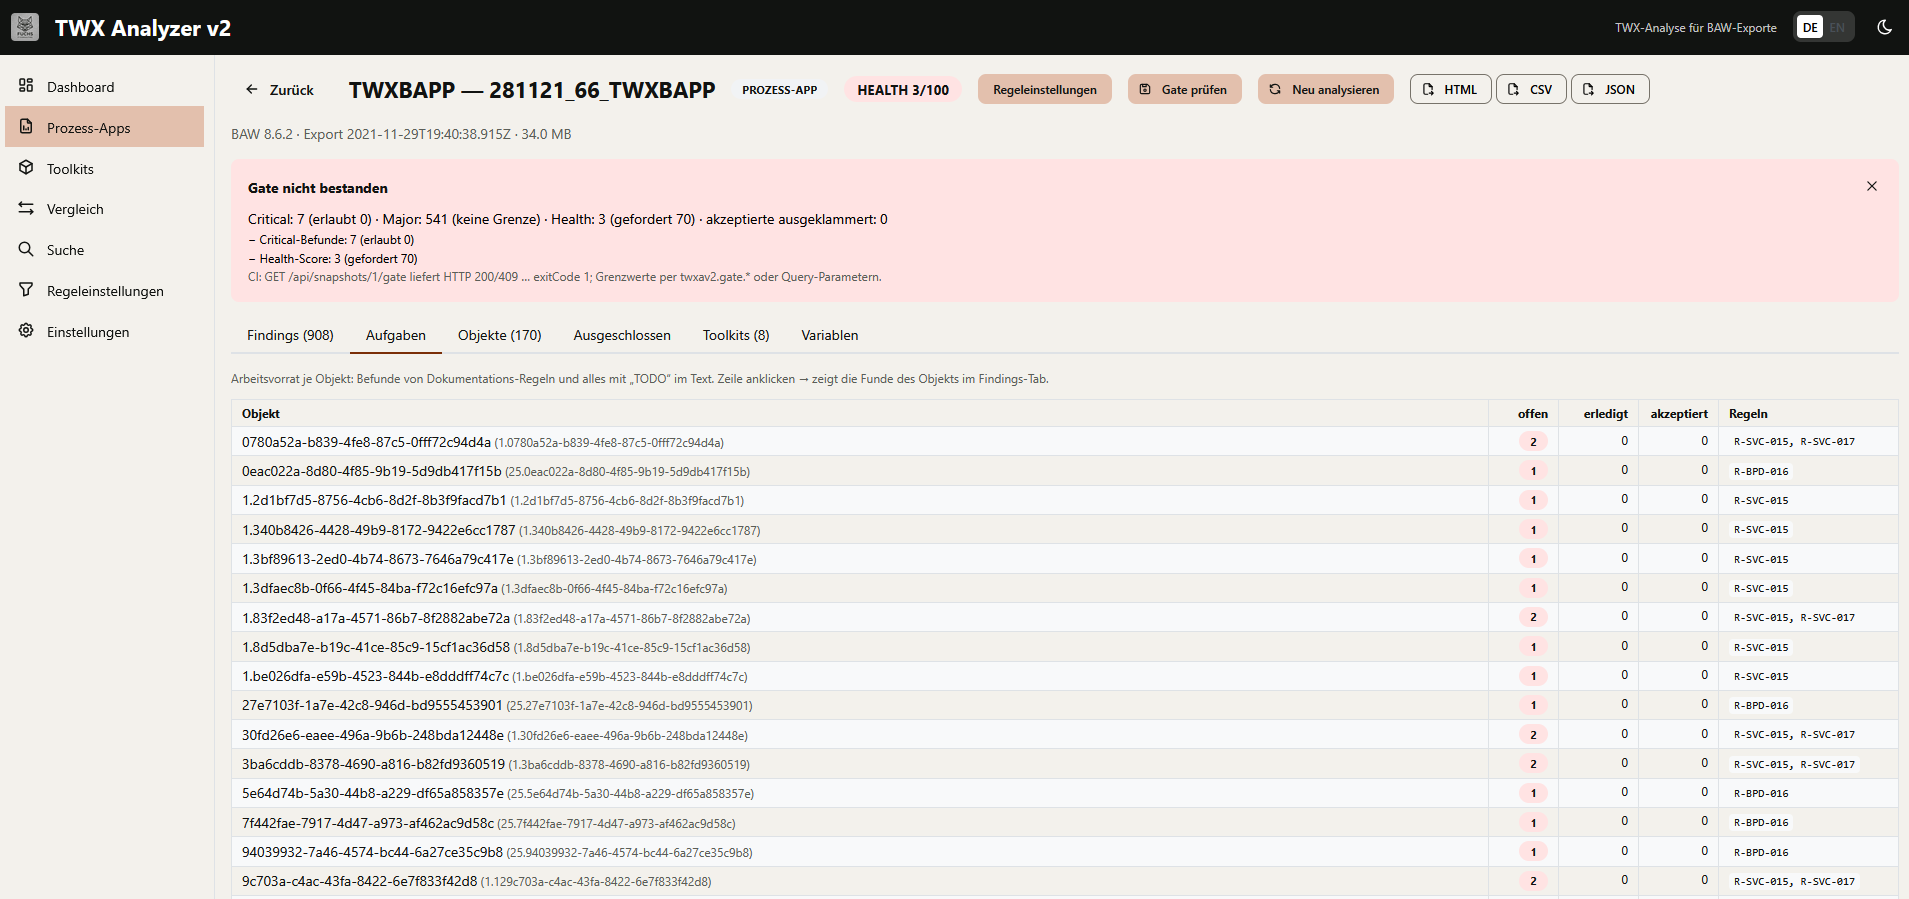 TWX Analyzer v2
TWX-Analyse für BAW-Exporte
DE EN
Dashboard
Prozess-Apps
Toolkits
Vergleich
Suche
Regeleinstellungen
Einstellungen
Zurück
TWXBAPP — 281121_66_TWXBAPP
PROZESS-APP
HEALTH 3/100
Regeleinstellungen
Gate prüfen
Neu analysieren
HTML
CSV
JSON
BAW 8.6.2 · Export 2021-11-29T19:40:38.915Z · 34.0 MB
Gate nicht bestanden
Critical: 7 (erlaubt 0) · Major: 541 (keine Grenze) · Health: 3 (gefordert 70) · akzeptierte ausgeklammert: 0
– Critical-Befunde: 7 (erlaubt 0)
– Health-Score: 3 (gefordert 70)
CI: GET /api/snapshots/1/gate liefert HTTP 200/409 … exitCode 1; Grenzwerte per twxav2.gate.* oder Query-Parametern.
Findings (908) Aufgaben Objekte (170) Ausgeschlossen Toolkits (8) Variablen
Arbeitsvorrat je Objekt: Befunde von Dokumentations-Regeln und alles mit „TODO“ im Text. Zeile anklicken → zeigt die Funde des Objekts im Findings-Tab.
Objekt offen erledigt akzeptiert Regeln
0780a52a-b839-4fe8-87c5-0fff72c94d4a (1.0780a52a-b839-4fe8-87c5-0fff72c94d4a) 2 0 0 R-SVC-015, R-SVC-017
0eac022a-8d80-4f85-9b19-5d9db417f15b (25.0eac022a-8d80-4f85-9b19-5d9db417f15b) 1 0 0 R-BPD-016
1.2d1bf7d5-8756-4cb6-8d2f-8b3f9facd7b1 (1.2d1bf7d5-8756-4cb6-8d2f-8b3f9facd7b1) 1 0 0 R-SVC-015
1.340b8426-4428-49b9-8172-9422e6cc1787 (1.340b8426-4428-49b9-8172-9422e6cc1787) 1 0 0 R-SVC-015
1.3bf89613-2ed0-4b74-8673-7646a79c417e (1.3bf89613-2ed0-4b74-8673-7646a79c417e) 1 0 0 R-SVC-015
1.3dfaec8b-0f66-4f45-84ba-f72c16efc97a (1.3dfaec8b-0f66-4f45-84ba-f72c16efc97a) 1 0 0 R-SVC-015
1.83f2ed48-a17a-4571-86b7-8f2882abe72a (1.83f2ed48-a17a-4571-86b7-8f2882abe72a) 2 0 0 R-SVC-015, R-SVC-017
1.8d5dba7e-b19c-41ce-85c9-15cf1ac36d58 (1.8d5dba7e-b19c-41ce-85c9-15cf1ac36d58) 1 0 0 R-SVC-015
1.be026dfa-e59b-4523-844b-e8dddff74c7c (1.be026dfa-e59b-4523-844b-e8dddff74c7c) 1 0 0 R-SVC-015
27e7103f-1a7e-42c8-946d-bd9555453901 (25.27e7103f-1a7e-42c8-946d-bd9555453901) 1 0 0 R-BPD-016
30fd26e6-eaee-496a-9b6b-248bda12448e (1.30fd26e6-eaee-496a-9b6b-248bda12448e) 2 0 0 R-SVC-015, R-SVC-017
3ba6cddb-8378-4690-a816-b82fd9360519 (1.3ba6cddb-8378-4690-a816-b82fd9360519) 2 0 0 R-SVC-015, R-SVC-017
5e64d74b-5a30-44b8-a229-df65a858357e (25.5e64d74b-5a30-44b8-a229-df65a858357e) 1 0 0 R-BPD-016
7f442fae-7917-4d47-a973-af462ac9d58c (25.7f442fae-7917-4d47-a973-af462ac9d58c) 1 0 0 R-BPD-016
94039932-7a46-4574-bc44-6a27ce35c9b8 (25.94039932-7a46-4574-bc44-6a27ce35c9b8) 1 0 0 R-BPD-016
9c703a-c4ac-43fa-8422-6e7f833f42d8 (1.129c703a-c4ac-43fa-8422-6e7f833f42d8) 2 0 0 R-SVC-015, R-SVC-017